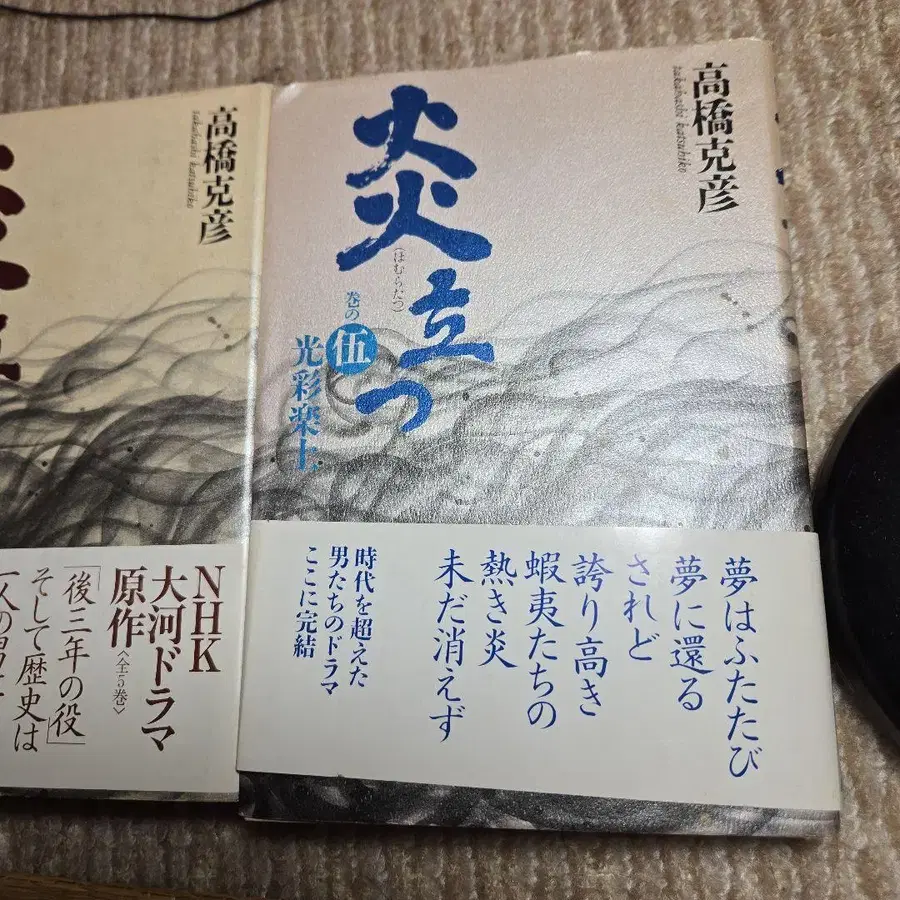 高橋克彦
takahashi katsuhiko
炎立つ
(ほむらたつ)
巻の伍
光彩楽土
夢はふたたび
夢に還る
されど
誇り高き
蝦夷たちの
熱き炎
未だ消えず
時代を超えた
男たちのドラマ
ここに完結
高橋克彦
takahashi katsuhiko
NHK
大河ドラマ
原作〈全5巻〉
「後三年の役」
そして歴史は